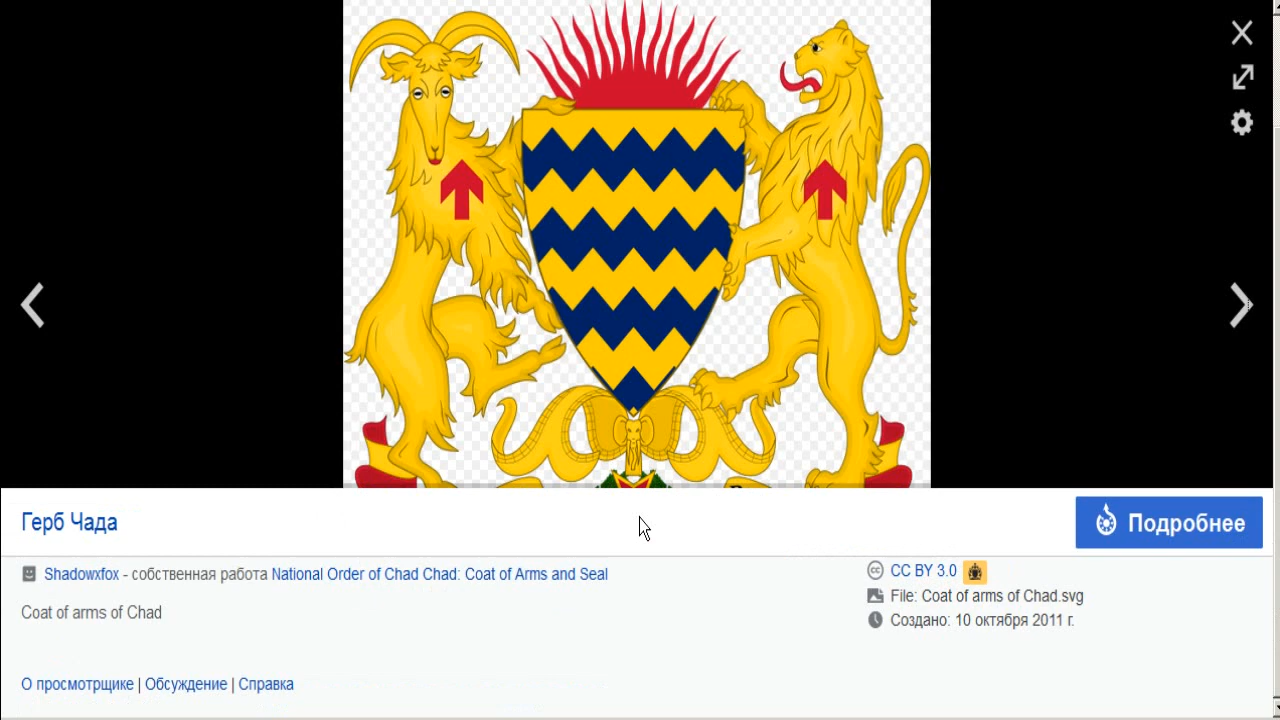 Герб Чада
Подробнее
Shadowxfox - собственная работа National Order of Chad Chad: Coat of Arms and Seal
Coat of arms of Chad
CC BY 3.0
File: Coat of arms of Chad.svg
Создано: 10 октября 2011 г.
О просмотрщике | Обсуждение | Справка